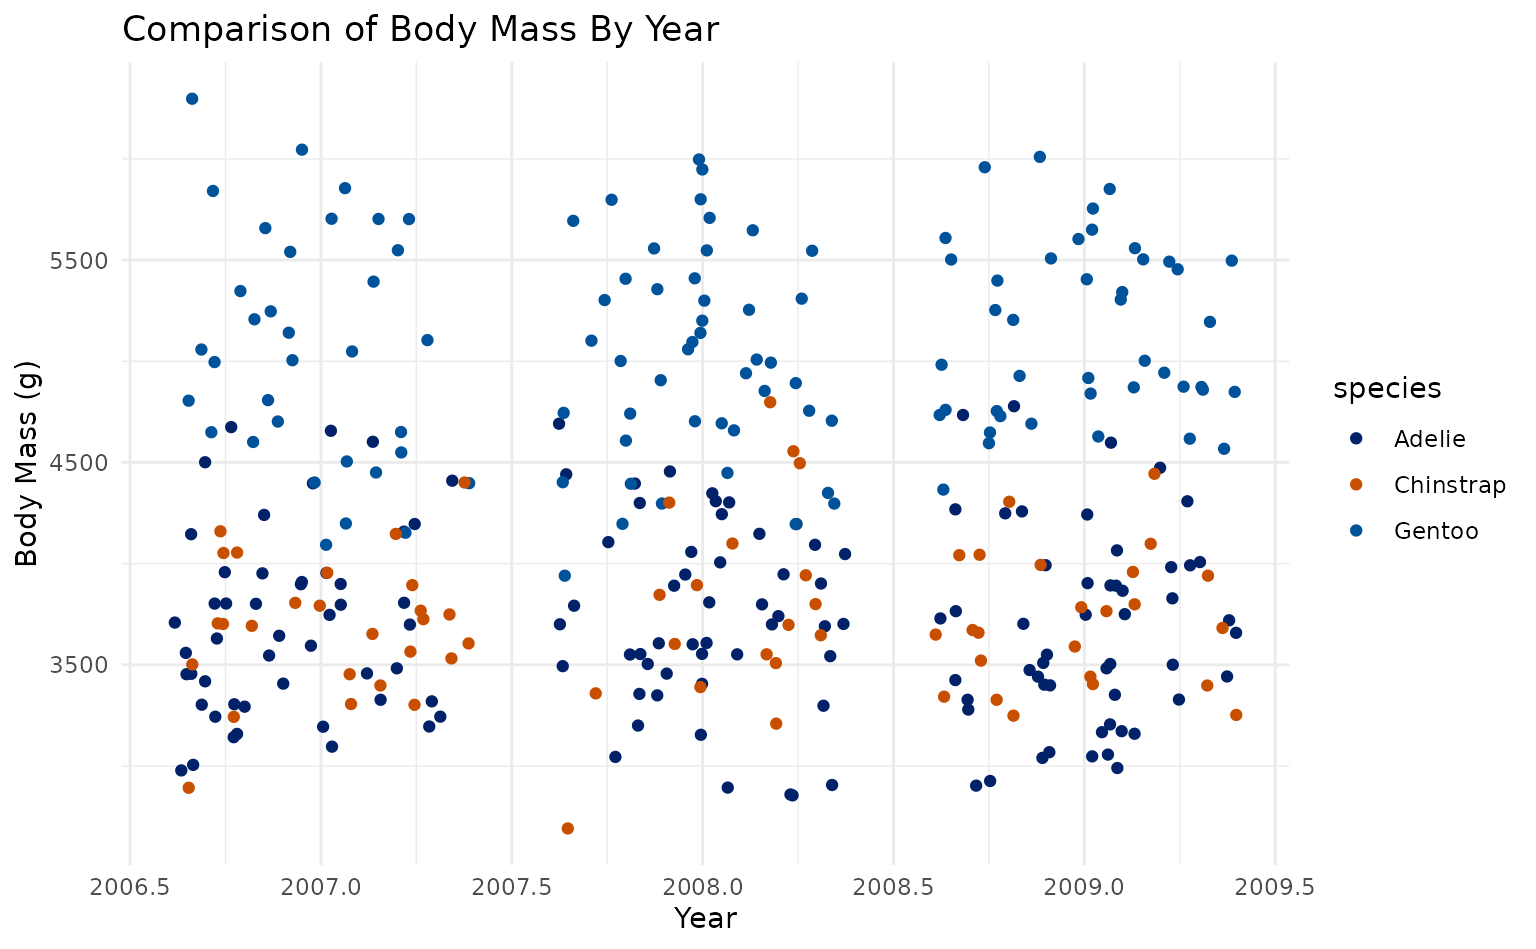 Comparison of Body Mass By Year
Body Mass (g)
5500
4500
3500
2006.5
2007.0
2007.5
2008.0
2008.5
2009.0
2009.5
Year
species
Adelie
Chinstrap
Gentoo